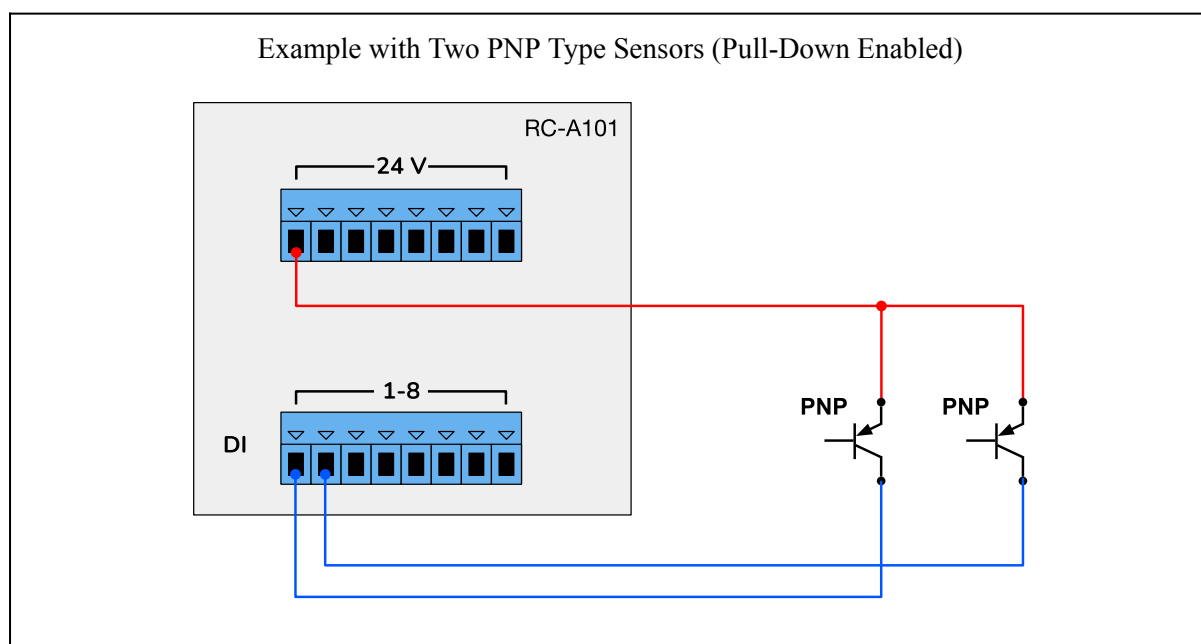 Example with Two PNP Type Sensors (Pull-Down Enabled)
RC-A101
24 V
1-8
DI
PNP
PNP